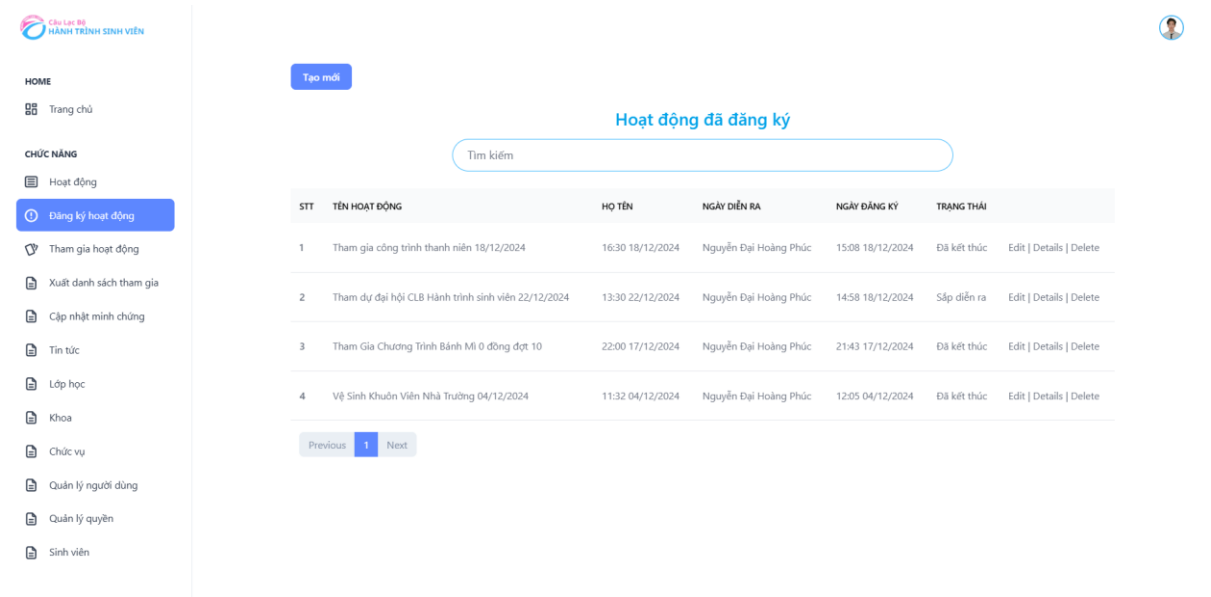 Câu Lạc Bộ
HÀNH TRÌNH SINH VIÊN
HOME
Trang chủ
CHỨC NĂNG
Hoạt động
Đăng ký hoạt động
Tham gia hoạt động
Xuất danh sách tham gia
Cập nhật minh chứng
Tin tức
Lớp học
Khoa
Chức vụ
Quản lý người dùng
Quản lý quyền
Sinh viên
Tạo mới
Hoạt động đã đăng ký
Tìm kiếm
STT TÊN HOẠT ĐỘNG HỌ TÊN NGÀY DIỄN RA NGÀY ĐĂNG KÝ TRẠNG THÁI
1 Tham gia công trình thanh niên 18/12/2024 16:30 18/12/2024 Nguyễn Đại Hoàng Phúc 15:08 18/12/2024 Đã kết thúc Edit | Details | Delete
2 Tham dự đại hội CLB Hành trình sinh viên 22/12/2024 13:30 22/12/2024 Nguyễn Đại Hoàng Phúc 14:58 18/12/2024 Sắp diễn ra Edit | Details | Delete
3 Tham Gia Chương Trình Bánh Mì 0 đồng đợt 10 22:00 17/12/2024 Nguyễn Đại Hoàng Phúc 21:43 17/12/2024 Đã kết thúc Edit | Details | Delete
4 Vệ Sinh Khuôn Viên Nhà Trường 04/12/2024 11:32 04/12/2024 Nguyễn Đại Hoàng Phúc 12:05 04/12/2024 Đã kết thúc Edit | Details | Delete
Previous 1 Next